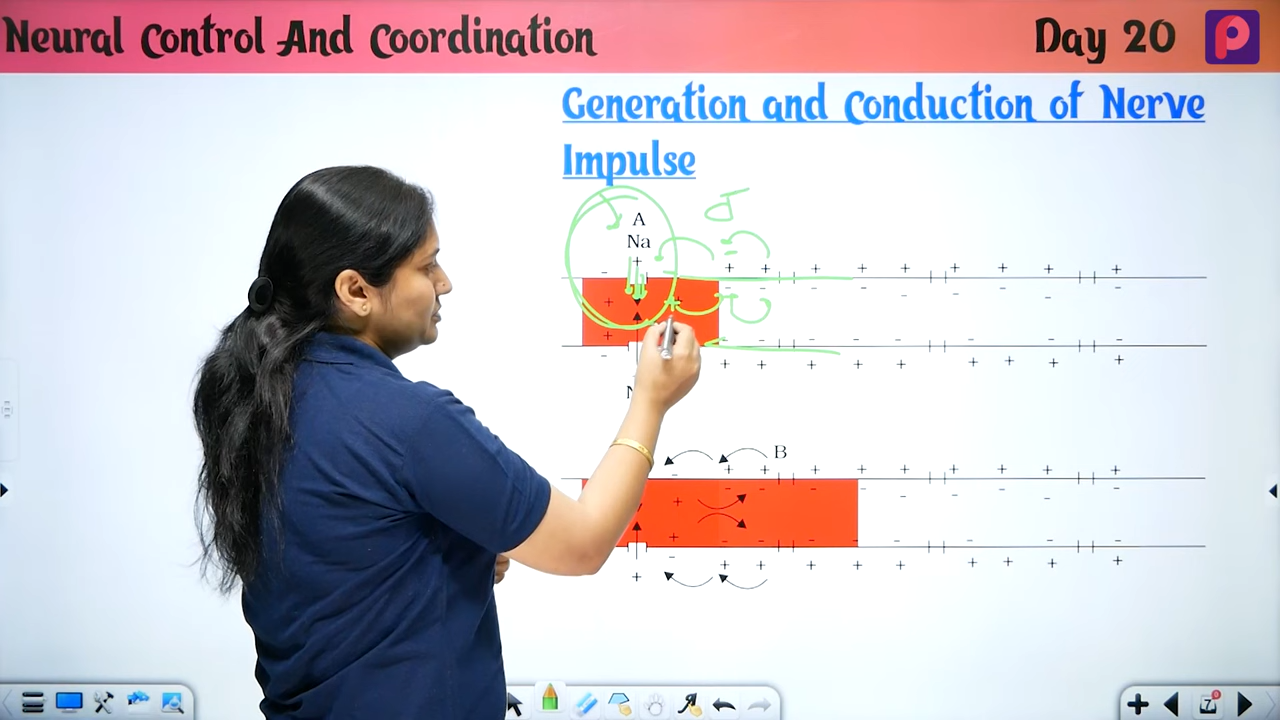 Neural Control And Coordination
Day 20
Generation and Conduction of Nerve
Impulse
A
Na
+
- + + + + + + + + +
- - - - - - - -
+ +
+ - - - - - - -
- + + + + + + + + +
N
B
- + + + + + + + + +
+ - - - - - - - -
+ - - - - - - - -
- + + + + + + + + +
+